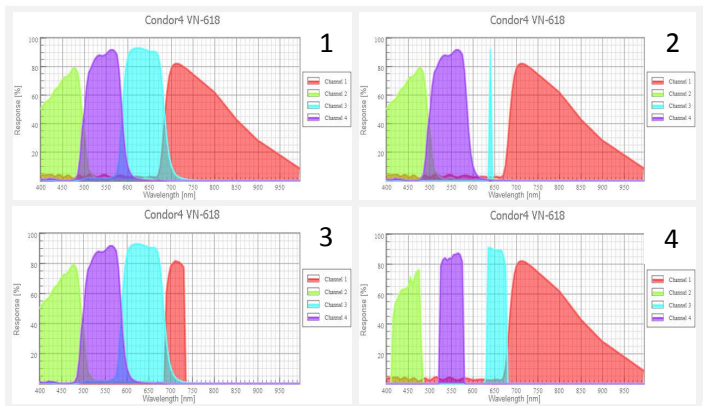 Condor4 VN-618
1
Response [%]
100
80
60
40
20
Channel 1
Channel 2
Channel 3
Channel 4
400 450 500 550 600 650 700 750 800 850 900 950
Wavelength [nm]
Condor4 VN-618
2
Response [%]
100
80
60
40
20
Channel 1
Channel 2
Channel 3
Channel 4
400 450 500 550 600 650 700 750 800 850 900 950
Wavelength [nm]
Condor4 VN-618
3
Response [%]
100
80
60
40
20
Channel 1
Channel 2
Channel 3
Channel 4
400 450 500 550 600 650 700 750 800 850 900 950
Wavelength [nm]
Condor4 VN-618
4
Response [%]
100
80
60
40
20
Channel 1
Channel 2
Channel 3
Channel 4
400 450 500 550 600 650 700 750 800 850 900 950
Wavelength [nm]